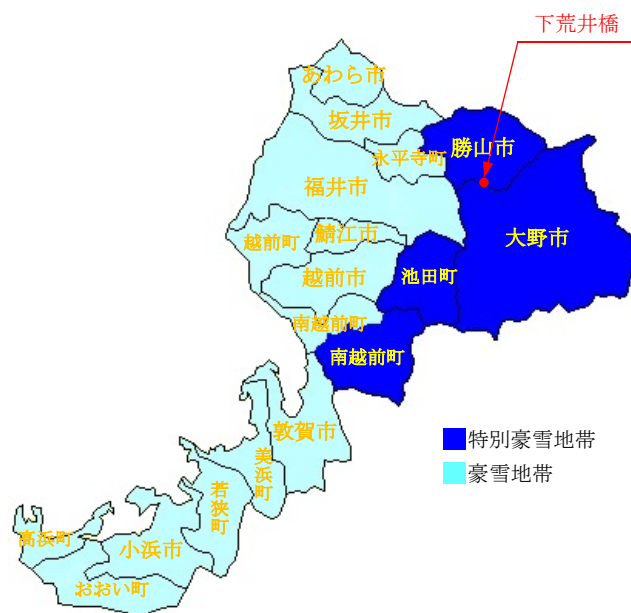 下荒井橋
あわら市
坂井市
永平寺町
勝山市
福井市
大野市
越前町
鯖江市
越前市
池田町
南越前町
南越前町
敦賀市
美浜町
若狭町
高浜町
小浜市
おおい町
特別豪雪地帯
豪雪地帯